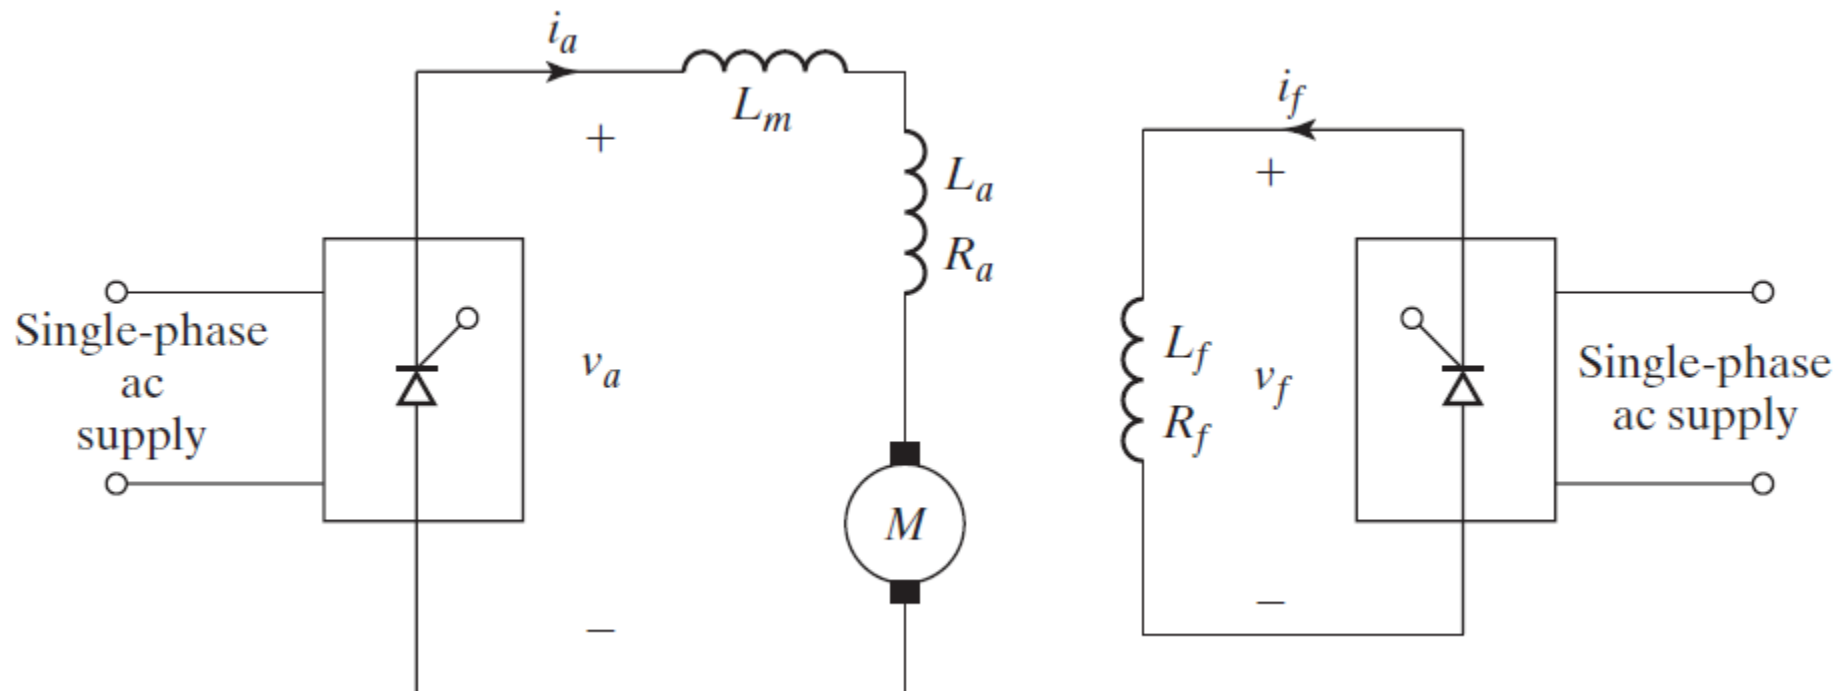 i_a
L_m
+
L_a
R_a
Single-phase
ac
supply
v_a
M
−
i_f
+
L_f
R_f
v_f
Single-phase
ac supply
−